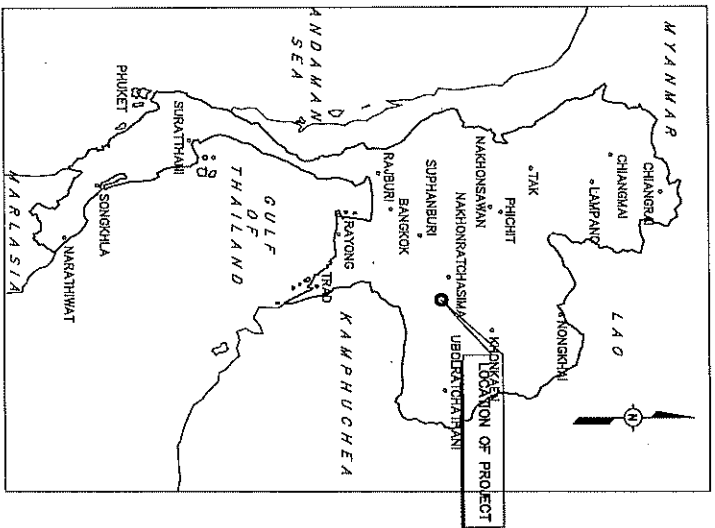 MYANMAR
ANDAMAN
SEA
CHIANGRAI
CHIANGMAI
LAMPANG
LAO
NONGKHAI
TAK
PHICHIT
NAKHONSAWAN
KHONKAEN
LOCATION OF PROJECT
NAKHONRATCHASIMA
UBOLRATCHATHANI
SUPHANBURI
BANGKOK
RAJBURI
RAYONG
TRAD
KAMPHUCHEA
GULF
OF
THAILAND
SURATTHANI
PHUKET
SONGKHLA
NARATHIWAT
MARLASIA
N